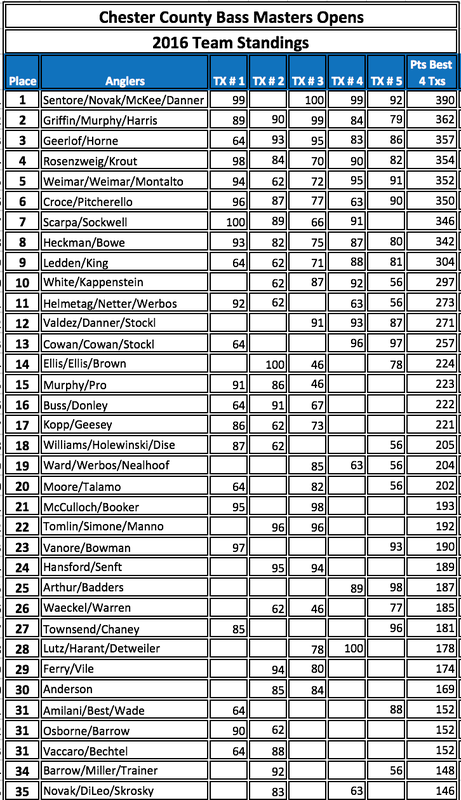 Chester County Bass Masters Opens
2016 Team Standings
Place Anglers TX # 1 TX # 2 TX # 3 TX # 4 TX # 5 Pts Best 4 Txs
1 Sentore/Novak/McKee/Danner 99 100 99 92 390
2 Griffin/Murphy/Harris 89 90 99 84 79 362
3 Geerlof/Horne 64 93 95 83 86 357
4 Rosenzweig/Krout 98 84 70 90 82 354
5 Weimar/Weimar/Montalto 94 62 72 95 91 352
6 Croce/Pitcherello 96 87 77 63 90 350
7 Scarpa/Sockwell 100 89 66 91 346
8 Heckman/Bowe 93 82 75 87 80 342
9 Ledden/King 64 62 71 88 81 304
10 White/Kappenstein 62 87 92 56 297
11 Helmetag/Netter/Werbos 92 62 63 56 273
12 Valdez/Danner/Stockl 91 93 87 271
13 Cowan/Cowan/Stockl 64 96 97 257
14 Ellis/Ellis/Brown 100 46 78 224
15 Murphy/Pro 91 86 46 223
16 Buss/Donley 64 91 67 222
17 Kopp/Geesey 86 62 73 221
18 Williams/Holewinski/Dise 87 62 56 205
19 Ward/Werbos/Nealhoof 85 63 56 204
20 Moore/Talamo 64 82 56 202
21 McCulloch/Booker 95 98 193
22 Tomlin/Simone/Manno 96 96 192
23 Vanore/Bowman 97 93 190
24 Hansford/Senft 95 94 189
25 Arthur/Badders 89 98 187
26 Waeckel/Warren 62 46 77 185
27 Townsend/Chaney 85 96 181
28 Lutz/Harant/Detweiler 78 100 178
29 Ferry/Vile 94 80 174
30 Anderson 85 84 169
31 Amilani/Best/Wade 64 88 152
31 Osborne/Barrow 90 62 152
31 Vaccaro/Bechtel 64 88 152
34 Barrow/Miller/Trainer 92 56 148
35 Novak/DiLeo/Skrosky 83 63 146